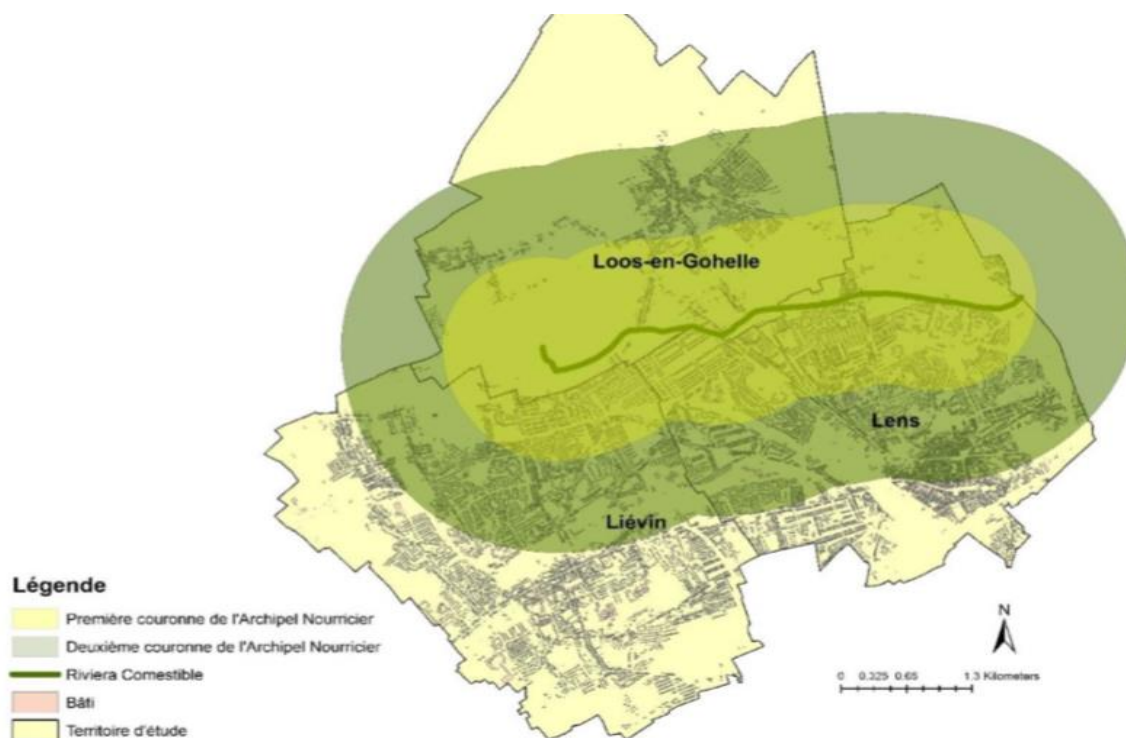 Loos-en-Gohelle
Lens
Liévin
Légende
Première couronne de l'Archipel Nourricier
Deuxième couronne de l'Archipel Nourricier
Riviera Comestible
Bâti
Territoire d'étude
N
0 0.325 0.65 1.3 Kilometers